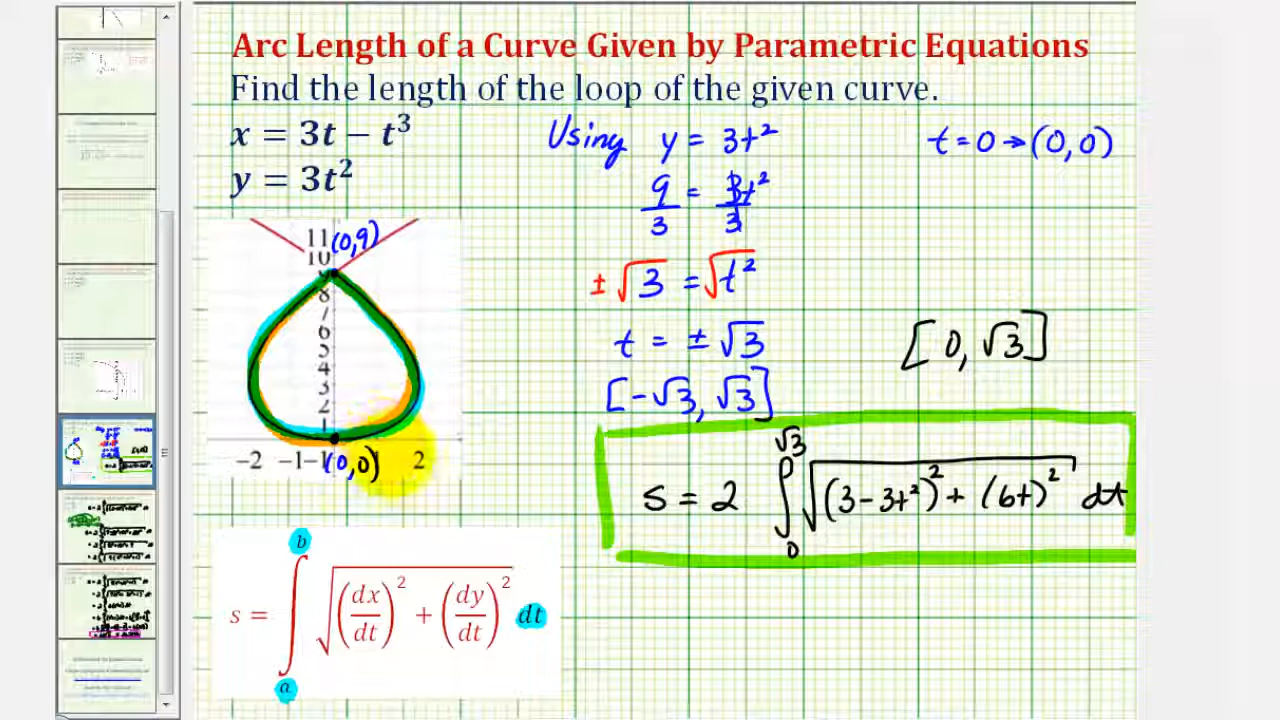 Arc Length of a Curve Given by Parametric Equations
Find the length of the loop of the given curve.
x = 3t − t³
y = 3t²
Using y = 3t²
9/3 = 3t²/3
± √3 = √t²
t = ± √3
[-√3, √3]
t = 0 → (0,0)
[0, √3]
s = 2 ∫₀^√3 √((3 - 3t²)² + (6t)²) dt
11 (0,9)
10
9
8
7
6
5
4
3
2
1
−2 −1 −1 (0,0) 2
s = ∫ₐᵇ √((dx/dt)² + (dy/dt)²) dt